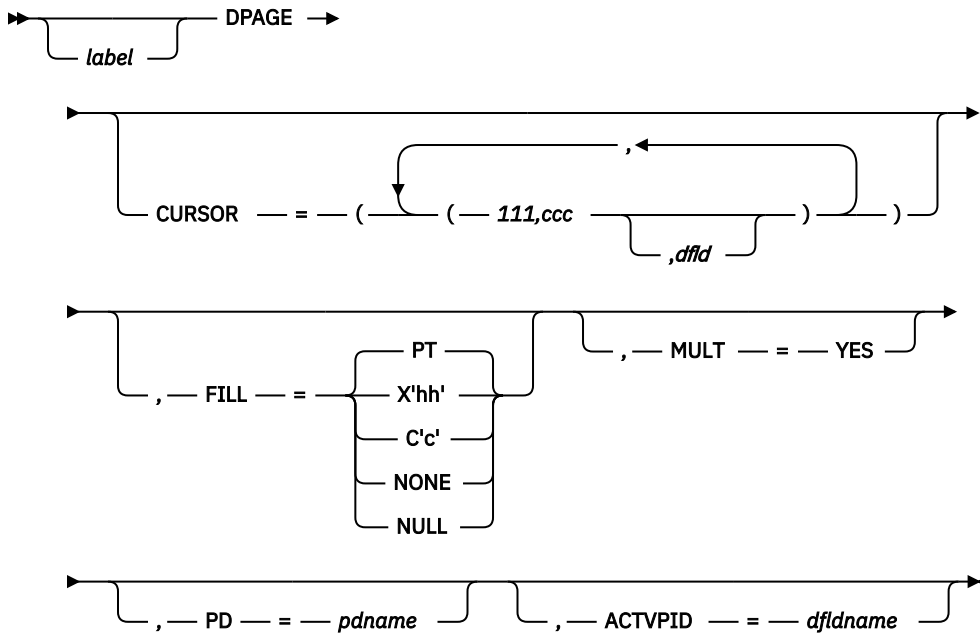 DPAGE
label
,
CURSOR = ( ( 111,ccc ) )
,dfld
PT
, MULT = YES
, FILL = X'hh'
C'c'
NONE
NULL
, PD = pdname , ACTVPID = dfldname